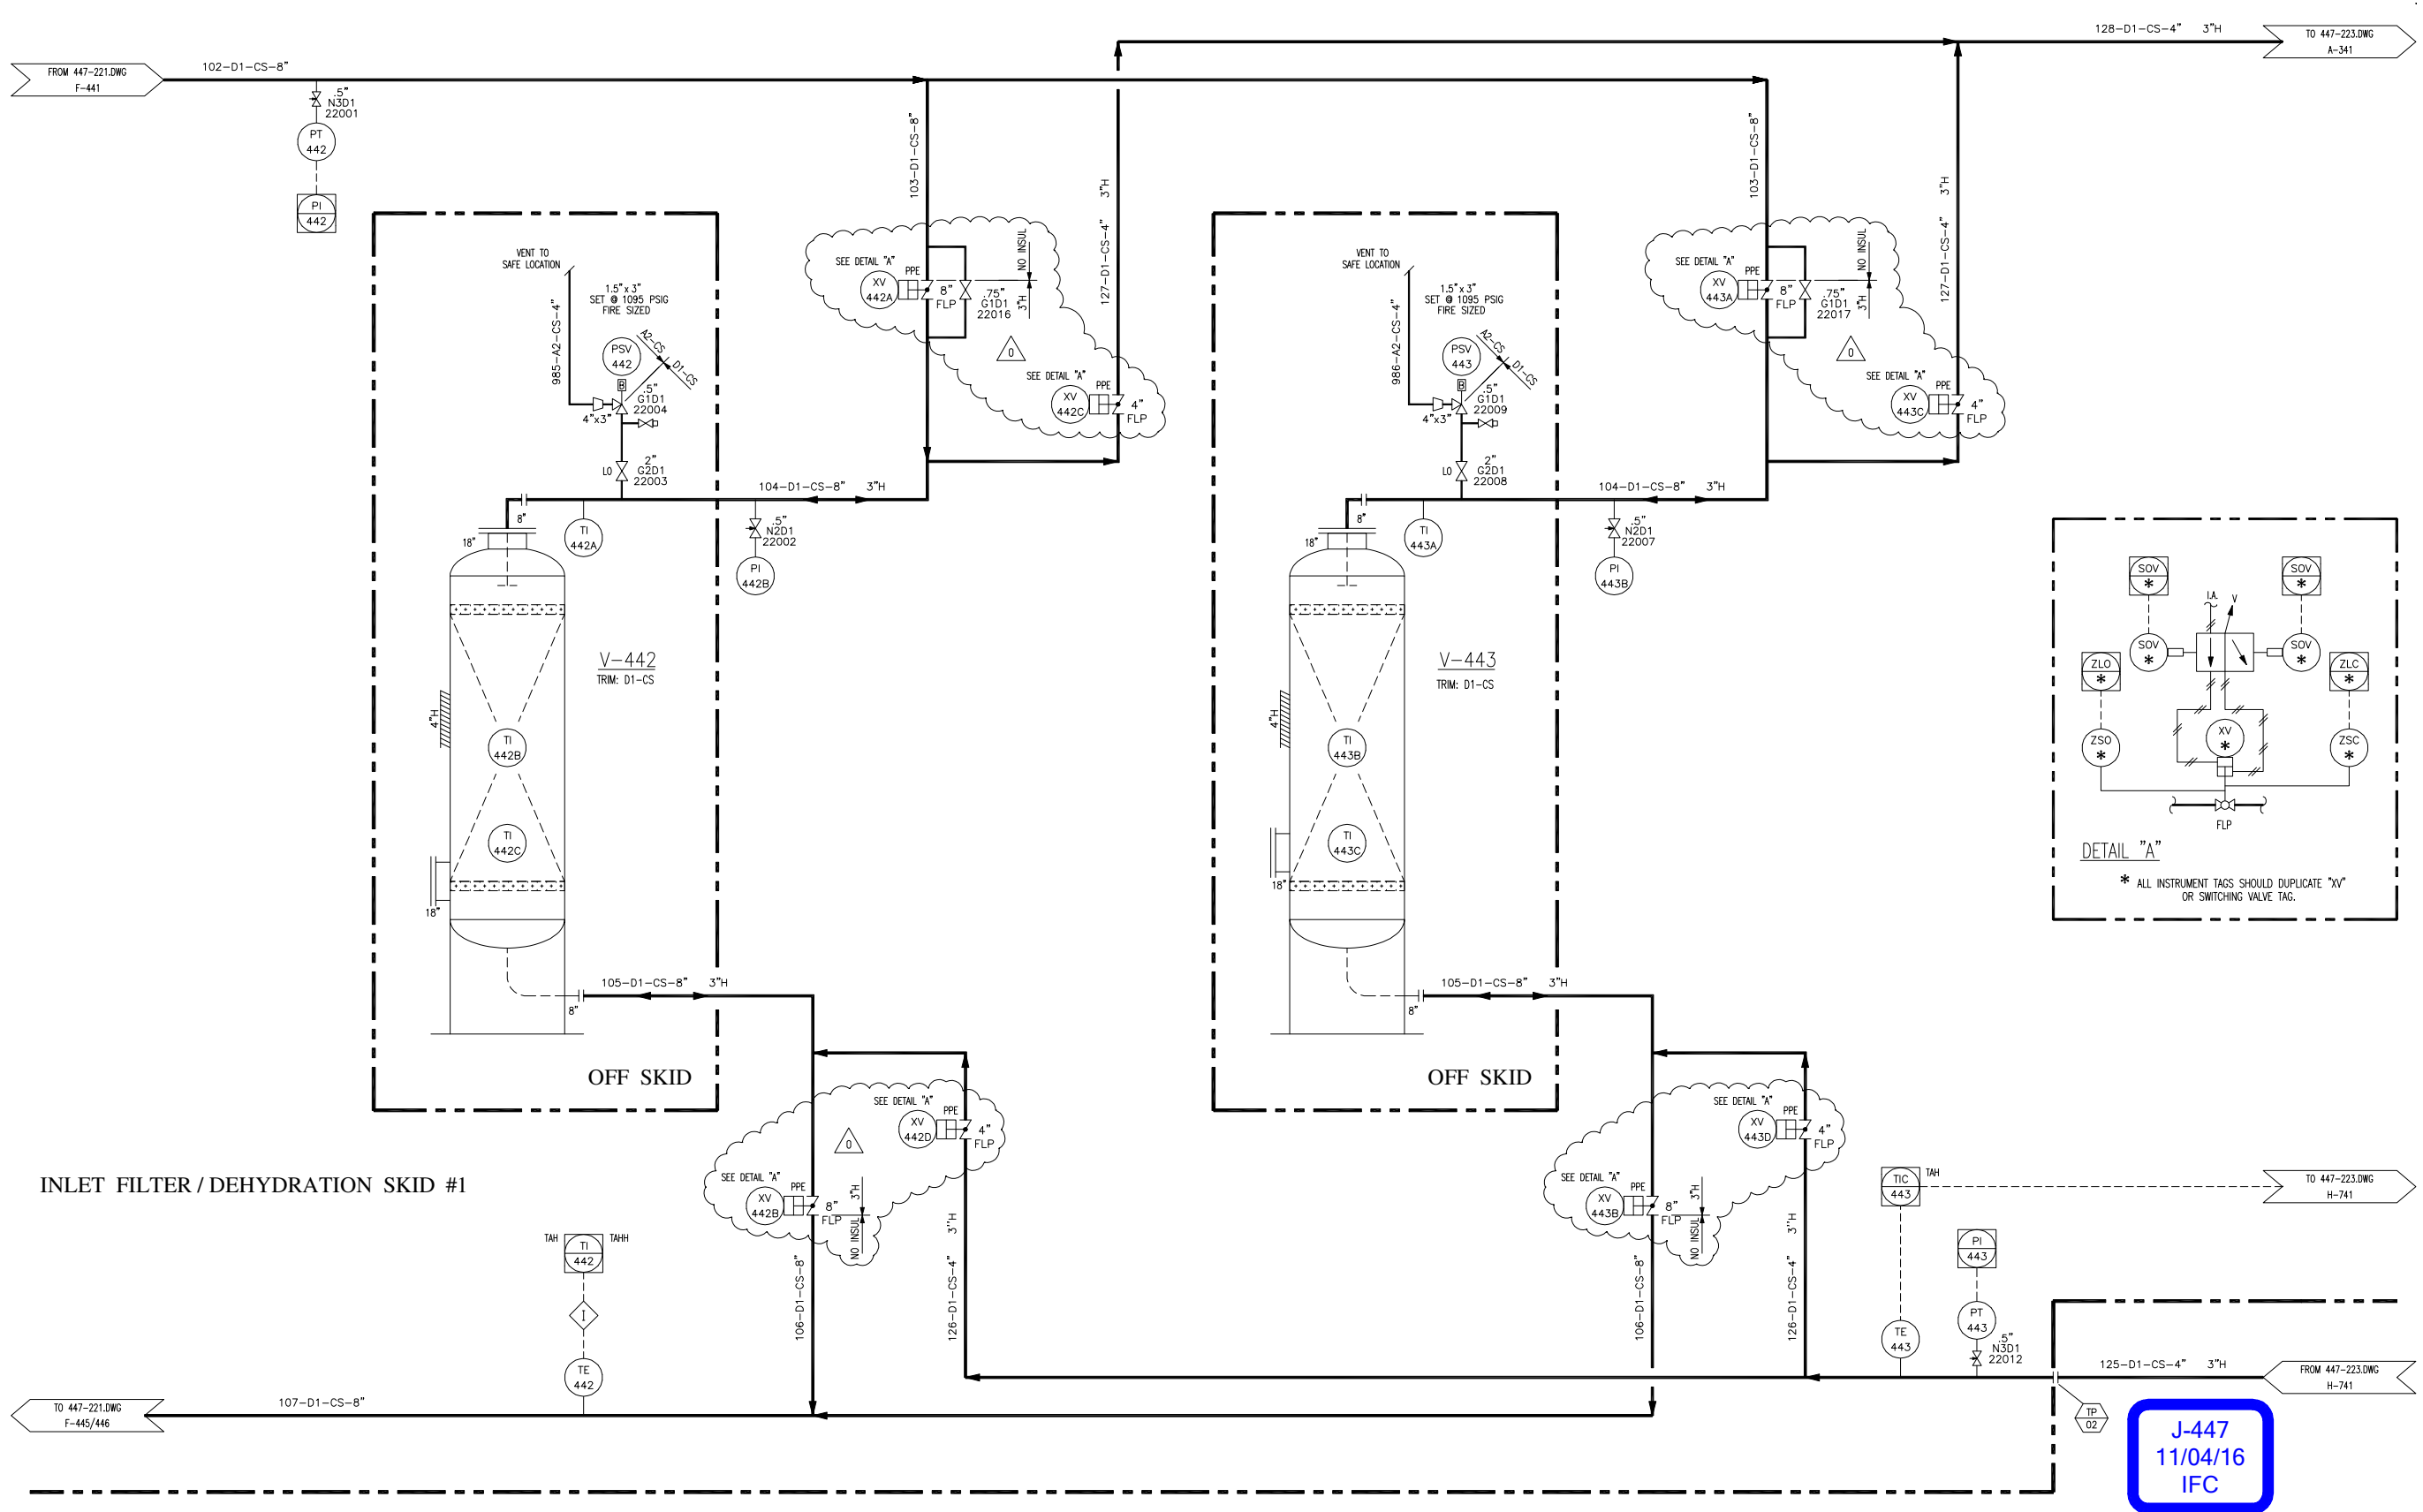 128-D1-CS-4" 3"H
TO 447-223.DWG
A-341
FROM 447-221.DWG
F-441
102-D1-CS-8"
.5"
N3D1
22001
PT
442
PI
442
103-D1-CS-8"
127-D1-CS-4" 3"H
103-D1-CS-8"
127-D1-CS-4" 3"H
VENT TO
SAFE LOCATION
985-A2-CS-4"
1.5"x 3"
SET @ 1095 PSIG
FIRE SIZED
PSV
442
A2-CS
D1-CS
B
.5"
G1D1
22004
4"x3"
LO
2"
G2D1
22003
SEE DETAIL "A"
XV
442A
PPE
8"
FLP
.75"
G1D1
22016
NO INSUL
3"H
0
SEE DETAIL "A"
XV
442C
PPE
4"
FLP
104-D1-CS-8" 3"H
8"
18"
TI
442A
.5"
N2D1
22002
PI
442B
V-442
TRIM: D1-CS
4"H
TI
442B
TI
442C
18"
105-D1-CS-8" 3"H
8"
OFF SKID
VENT TO
SAFE LOCATION
986-A2-CS-4"
1.5"x 3"
SET @ 1095 PSIG
FIRE SIZED
PSV
443
A2-CS
D1-CS
B
.5"
G1D1
22009
4"x3"
LO
2"
G2D1
22008
SEE DETAIL "A"
XV
443A
PPE
8"
FLP
.75"
G1D1
22017
NO INSUL
3"H
0
SEE DETAIL "A"
XV
443C
PPE
4"
FLP
104-D1-CS-8" 3"H
8"
18"
TI
443A
.5"
N2D1
22007
PI
443B
V-443
TRIM: D1-CS
4"H
TI
443B
TI
443C
18"
105-D1-CS-8" 3"H
8"
OFF SKID
SOV
*
SOV
*
I.A.
V
SOV
*
SOV
*
ZLO
*
ZLC
*
ZSO
*
XV
*
ZSC
*
FLP
DETAIL "A"
* ALL INSTRUMENT TAGS SHOULD DUPLICATE "XV"
OR SWITCHING VALVE TAG.
SEE DETAIL "A"
XV
442D
PPE
4"
FLP
0
SEE DETAIL "A"
XV
442B
PPE
8"
FLP
3"H
NO INSUL
106-D1-CS-8"
126-D1-CS-4" 3"H
SEE DETAIL "A"
XV
443D
PPE
4"
FLP
SEE DETAIL "A"
XV
443B
PPE
8"
FLP
3"H
NO INSUL
106-D1-CS-8"
126-D1-CS-4" 3"H
INLET FILTER / DEHYDRATION SKID #1
TAH
TI
442
TAHH
I
TE
442
TIC
443
TAH
TO 447-223.DWG
H-741
PI
443
PT
443
TE
443
.5"
N3D1
22012
125-D1-CS-4" 3"H
FROM 447-223.DWG
H-741
TO 447-221.DWG
F-445/446
107-D1-CS-8"
TP
02
J-447
11/04/16
IFC